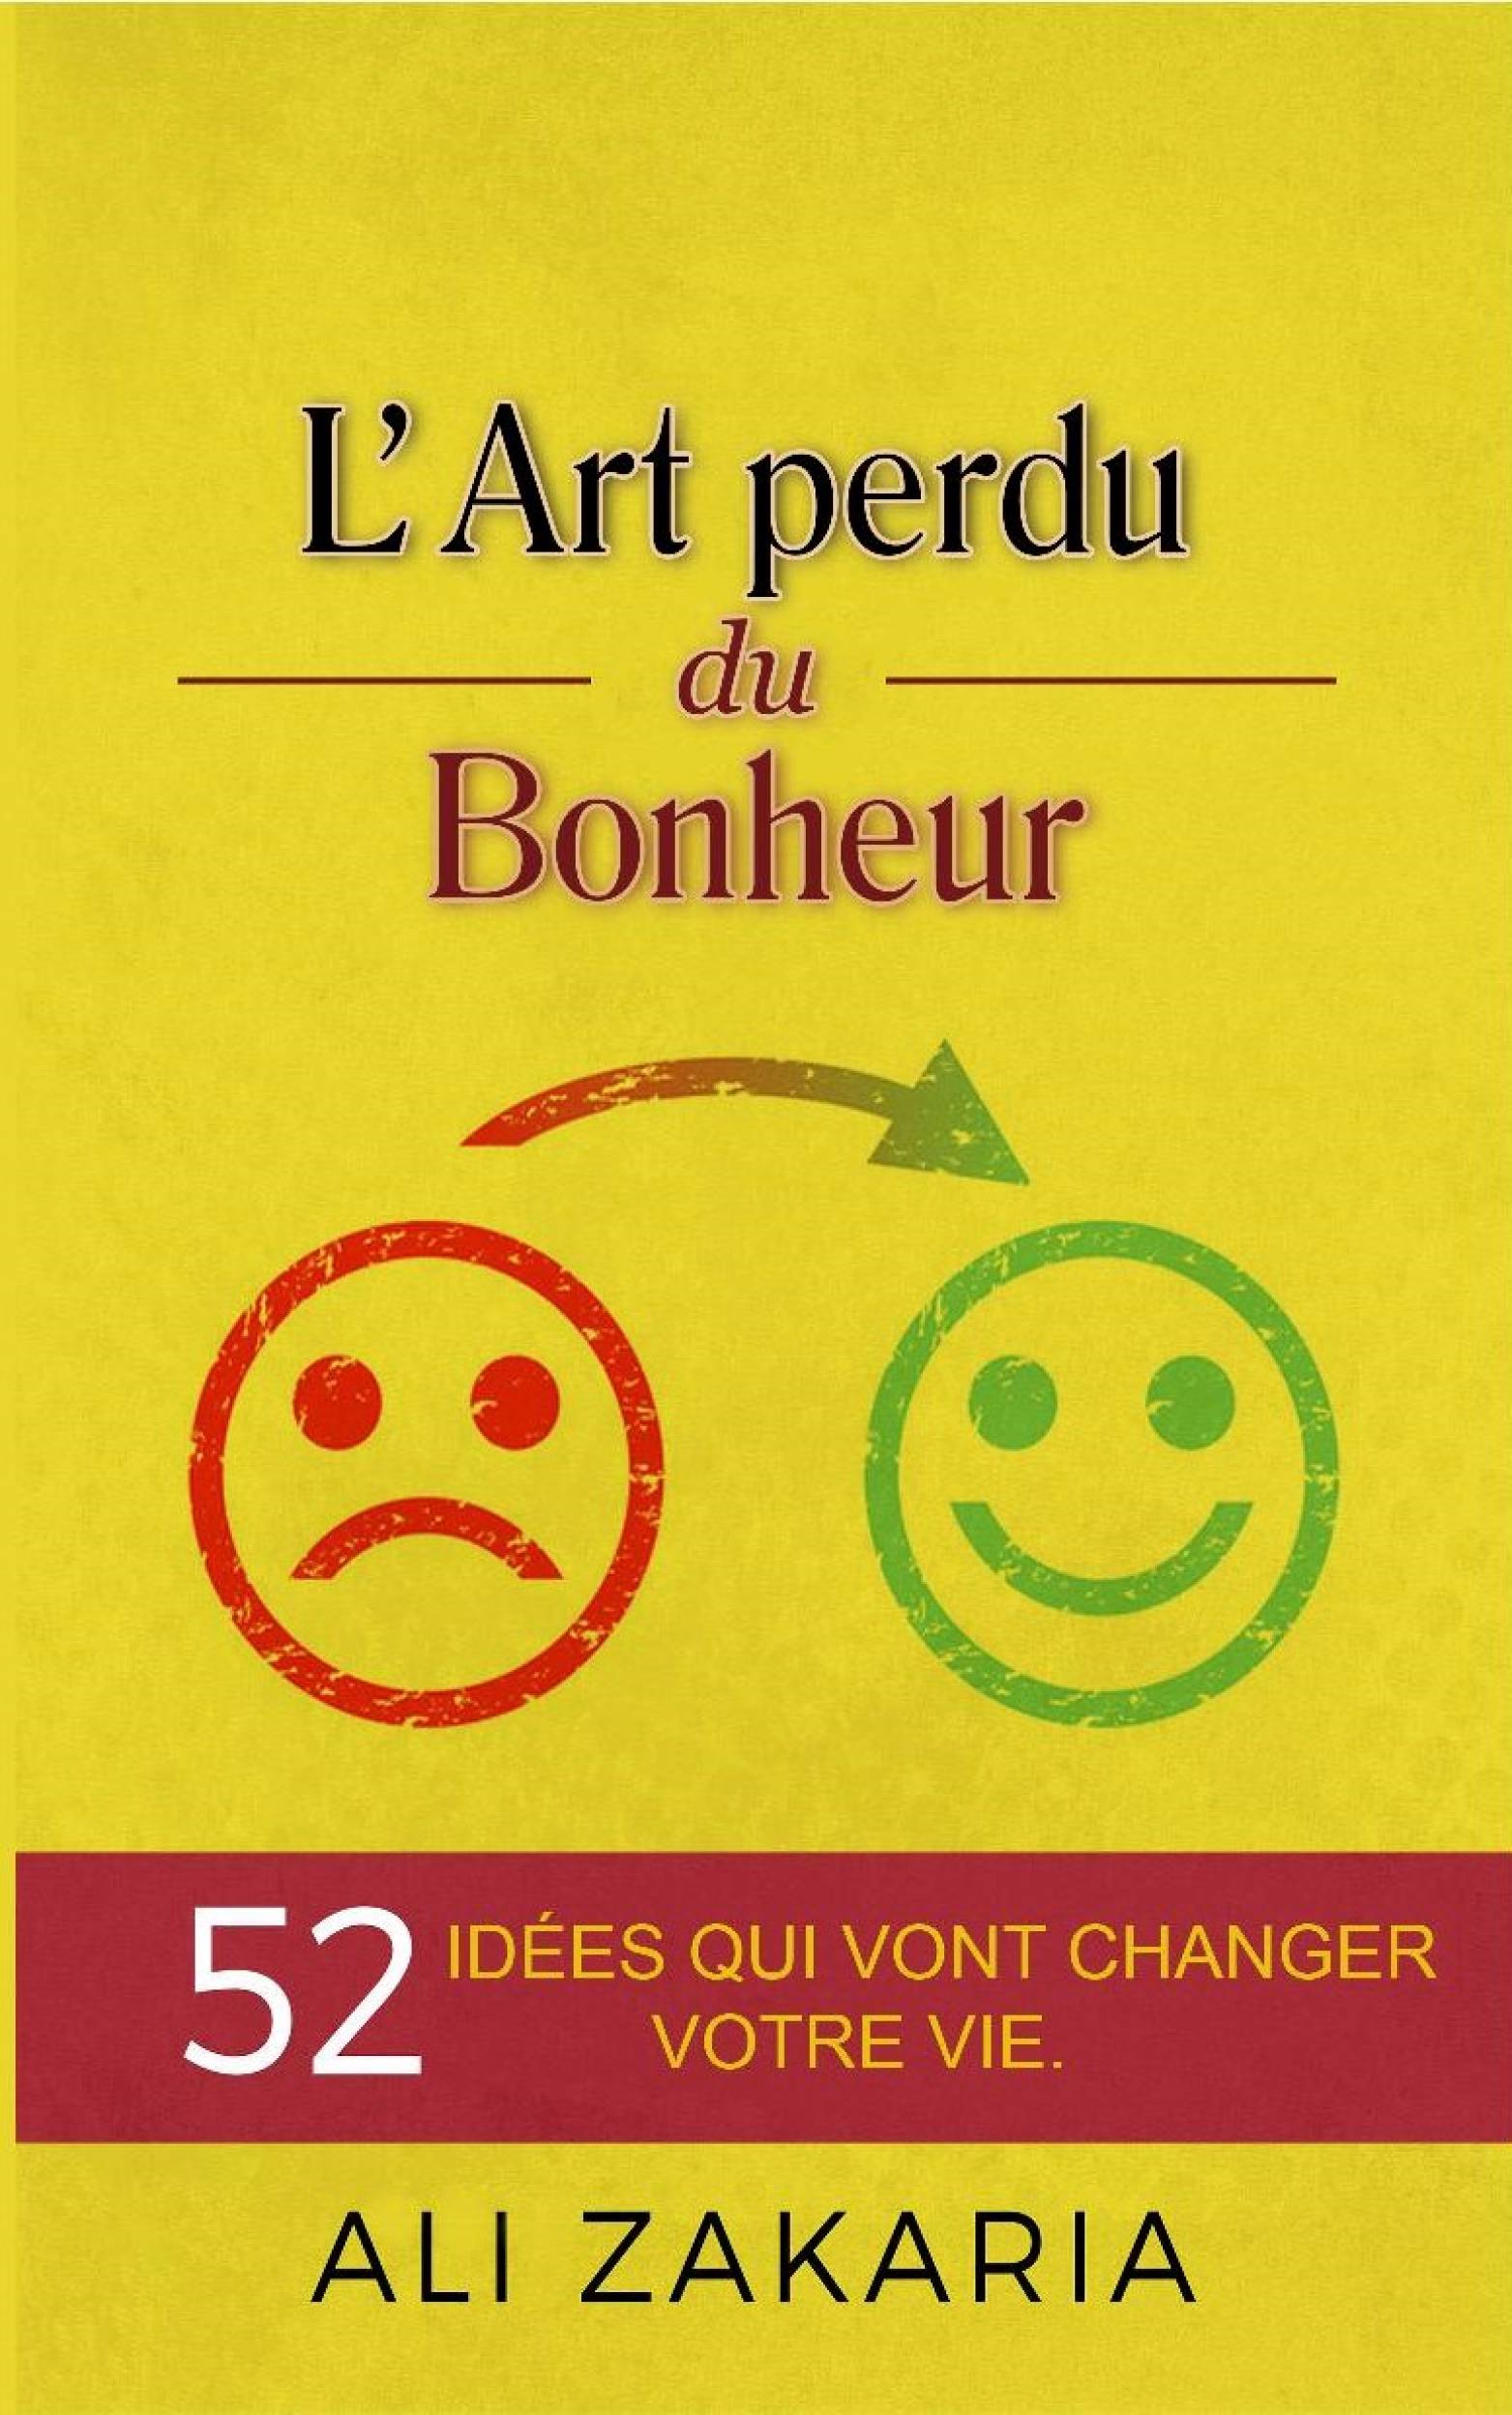 L'Art perdu
du
Bonheur
52 IDÉES QUI VONT CHANGER
VOTRE VIE.
ALI ZAKARIA